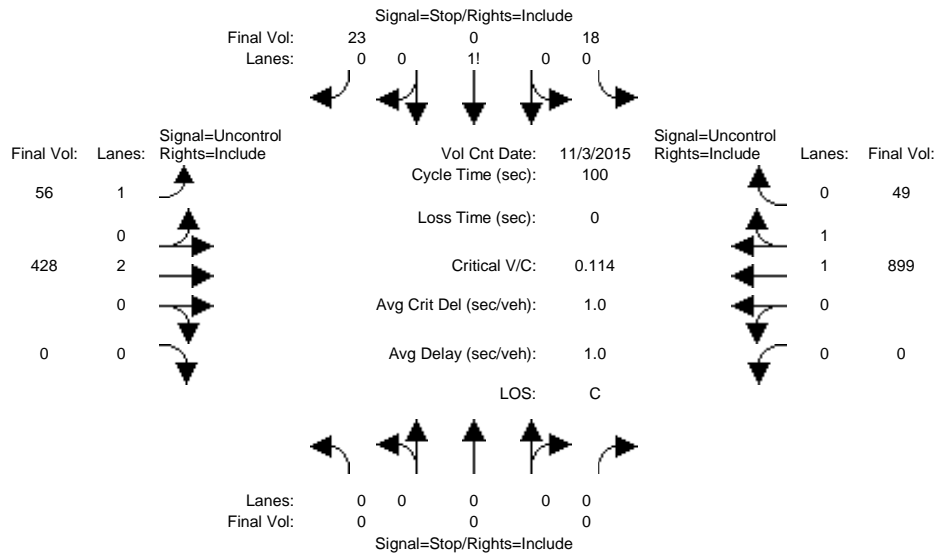 Signal=Stop/Rights=Include
Final Vol: 23 0 18
Lanes: 0 0 1! 0 0
Signal=Uncontrol Signal=Uncontrol
Final Vol: Lanes: Rights=Include Vol Cnt Date: 11/3/2015 Rights=Include Lanes: Final Vol:
Cycle Time (sec): 100
56 1 0 49
Loss Time (sec): 0
0 1
428 2 Critical V/C: 0.114 1 899
0 Avg Crit Del (sec/veh): 1.0 0
0 0 Avg Delay (sec/veh): 1.0 0 0
LOS: C
Lanes: 0 0 0 0 0
Final Vol: 0 0 0
Signal=Stop/Rights=Include